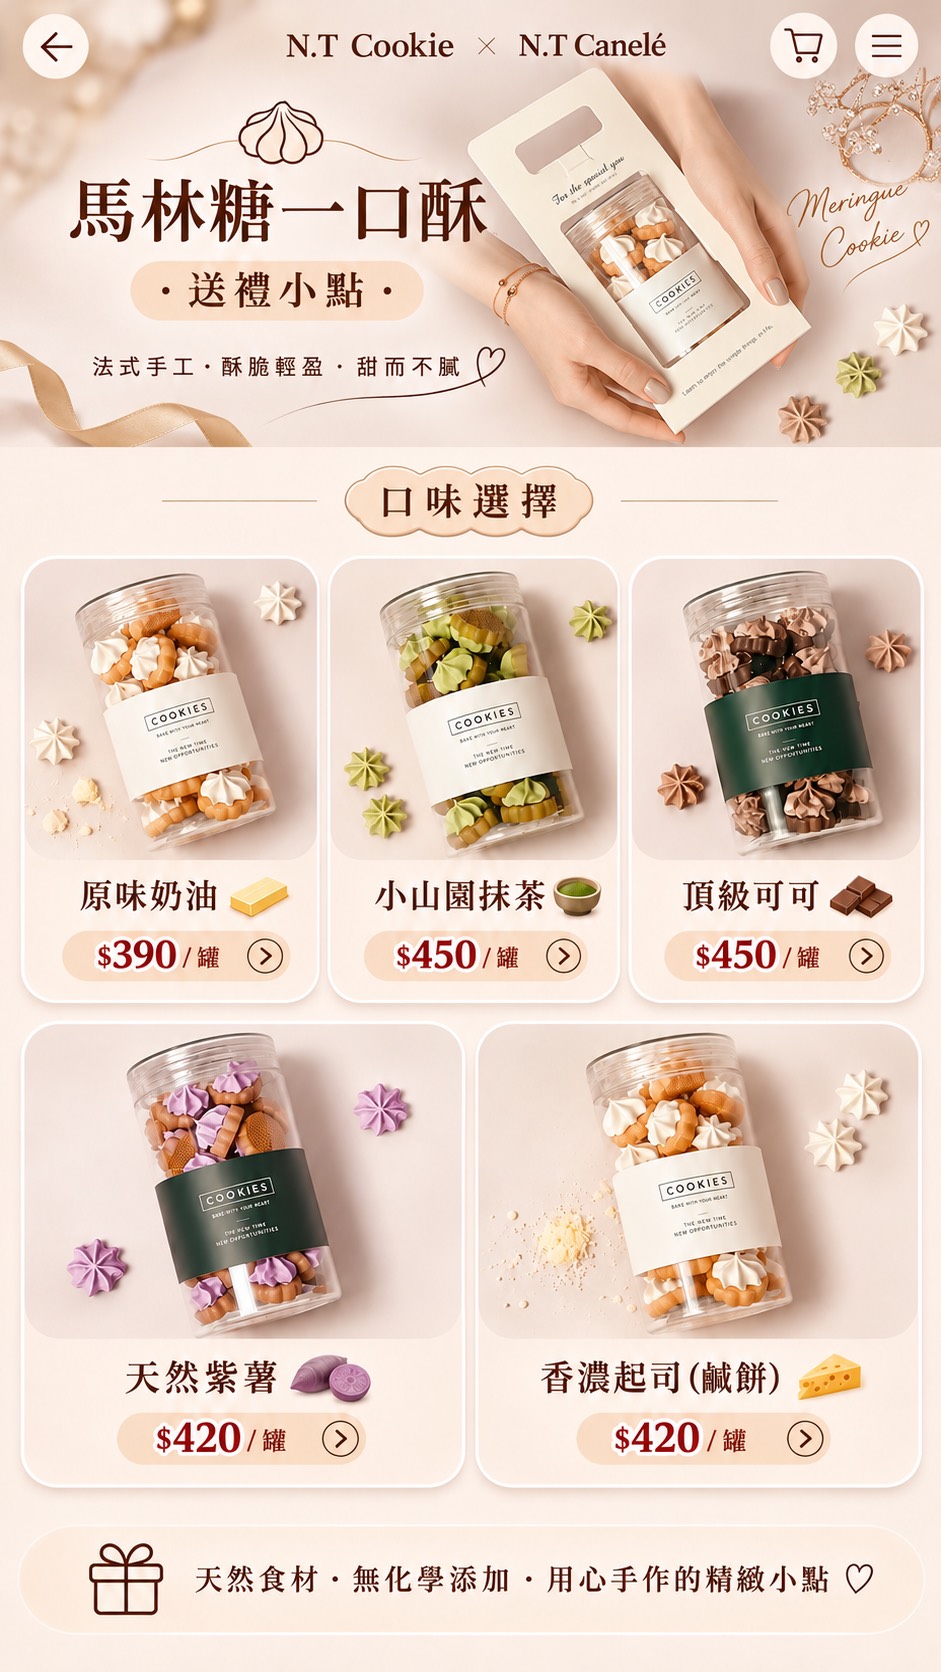 N.T Cookie × N.T Canelé
馬林糖一口酥
・送禮小點・
法式手工・酥脆輕盈・甜而不膩
For the special you
COOKIES
Meringue
Cookie
口味選擇
COOKIES
BAKE WITH YOUR HEART
THE NEW TIME
NEW OPPORTUNITIES
原味奶油
$390 / 罐
COOKIES
BAKE WITH YOUR HEART
THE NEW TIME
NEW OPPORTUNITIES
小山園抹茶
$450 / 罐
COOKIES
BAKE WITH YOUR HEART
THE NEW TIME
NEW OPPORTUNITIES
頂級可可
$450 / 罐
COOKIES
BAKE WITH YOUR HEART
THE NEW TIME
NEW OPPORTUNITIES
天然紫薯
$420 / 罐
COOKIES
BAKE WITH YOUR HEART
THE NEW TIME
NEW OPPORTUNITIES
香濃起司(鹹餅)
$420 / 罐
天然食材・無化學添加・用心手作的精緻小點